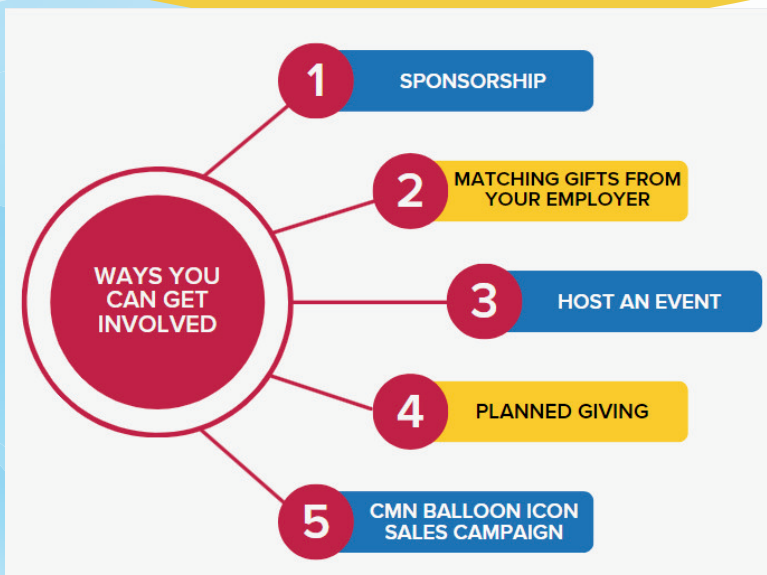 1
SPONSORSHIP
2
MATCHING GIFTS FROM
YOUR EMPLOYER
WAYS YOU
CAN GET
INVOLVED
3
HOST AN EVENT
4
PLANNED GIVING
5
CMN BALLOON ICON
SALES CAMPAIGN